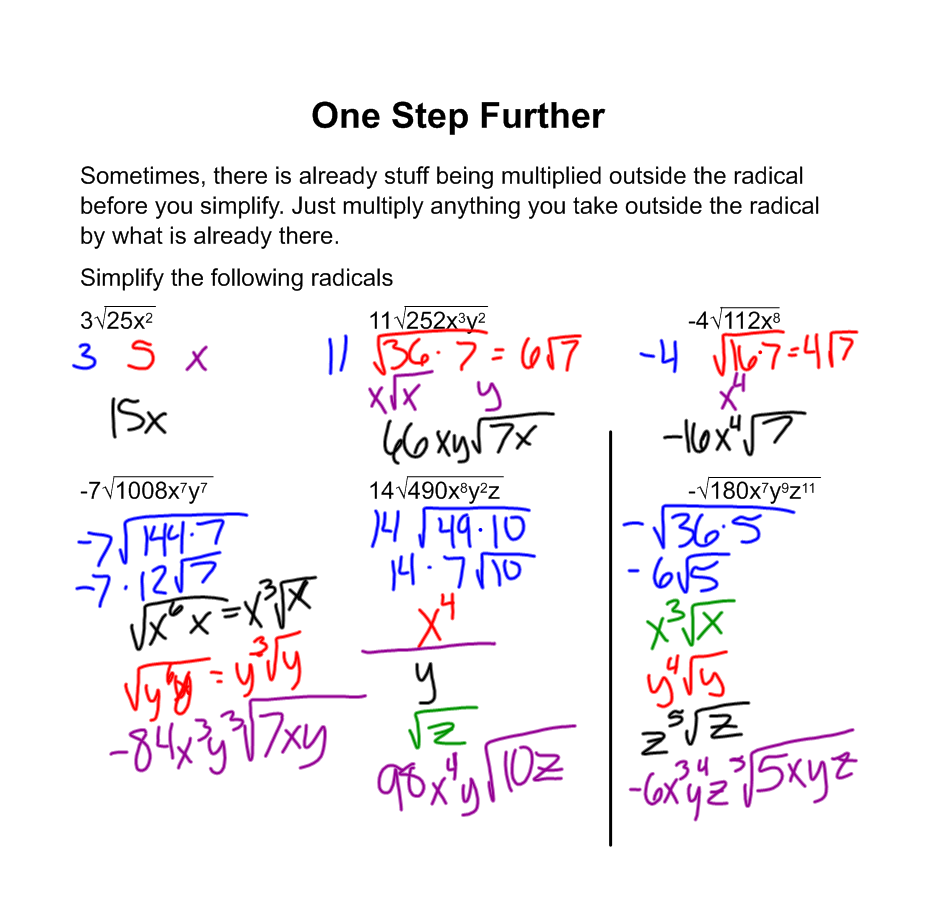 One Step Further
Sometimes, there is already stuff being multiplied outside the radical
before you simplify. Just multiply anything you take outside the radical
by what is already there.
Simplify the following radicals
3√25x²
3 5 x
15x
11√252x³y²
11 √36·7 = 6√7
x√x y
66xy√7x
-4√112x⁸
-4 √16·7=4√7
x⁴
-16x⁴√7
-7√1008x⁷y⁷
-7√144·7
-7·12√7
√x⁶x = x³√x
√y⁶y = y³√y
-84x³y³√7xy
14√490x⁸y²z
14 √49·10
14·7√10
x⁴
y
√z
98x⁴y√10z
-√180x⁷y⁹z¹¹
-√36·5
-6√5
x³√x
y⁴√y
z⁵√z
-6x³y⁴z⁵√5xyz